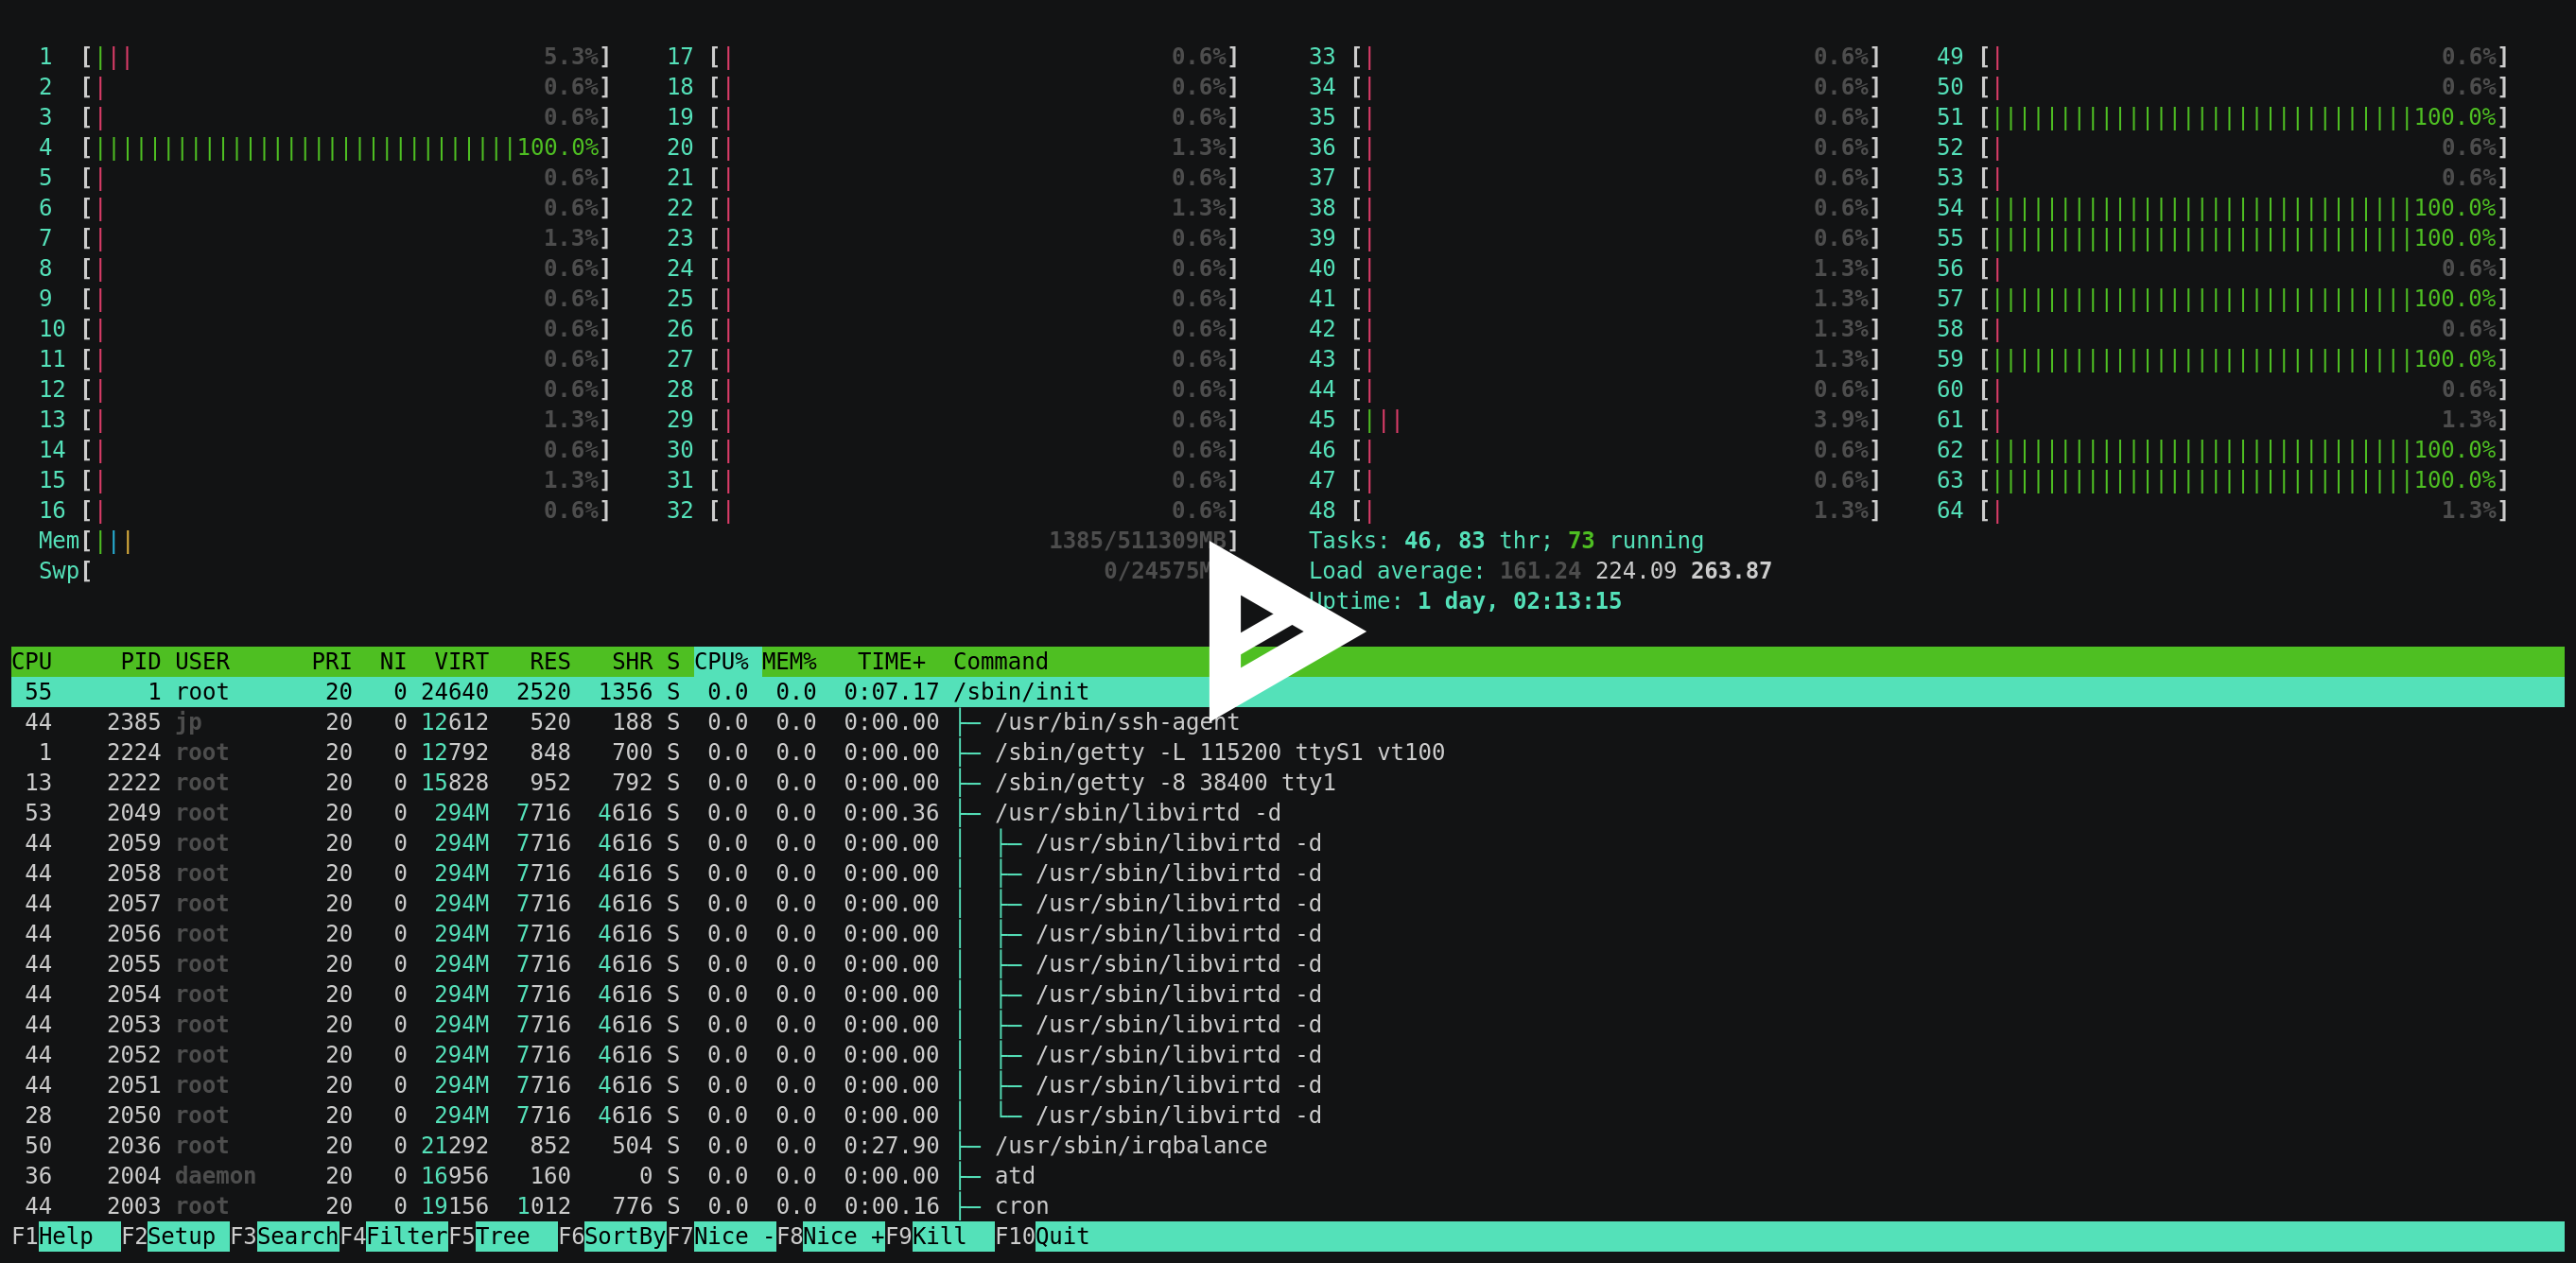 1 [||| 5.3%] 17 [| 0.6%] 33 [| 0.6%] 49 [| 0.6%]
2 [| 0.6%] 18 [| 0.6%] 34 [| 0.6%] 50 [| 0.6%]
3 [| 0.6%] 19 [| 0.6%] 35 [| 0.6%] 51 [|||||||||||||||||||||||||||||||100.0%]
4 [|||||||||||||||||||||||||||||||100.0%] 20 [| 1.3%] 36 [| 0.6%] 52 [| 0.6%]
5 [| 0.6%] 21 [| 0.6%] 37 [| 0.6%] 53 [| 0.6%]
6 [| 0.6%] 22 [| 1.3%] 38 [| 0.6%] 54 [|||||||||||||||||||||||||||||||100.0%]
7 [| 1.3%] 23 [| 0.6%] 39 [| 0.6%] 55 [|||||||||||||||||||||||||||||||100.0%]
8 [| 0.6%] 24 [| 0.6%] 40 [| 1.3%] 56 [| 0.6%]
9 [| 0.6%] 25 [| 0.6%] 41 [| 1.3%] 57 [|||||||||||||||||||||||||||||||100.0%]
10 [| 0.6%] 26 [| 0.6%] 42 [| 1.3%] 58 [| 0.6%]
11 [| 0.6%] 27 [| 0.6%] 43 [| 1.3%] 59 [|||||||||||||||||||||||||||||||100.0%]
12 [| 0.6%] 28 [| 0.6%] 44 [| 0.6%] 60 [| 0.6%]
13 [| 1.3%] 29 [| 0.6%] 45 [||| 3.9%] 61 [| 1.3%]
14 [| 0.6%] 30 [| 0.6%] 46 [| 0.6%] 62 [|||||||||||||||||||||||||||||||100.0%]
15 [| 1.3%] 31 [| 0.6%] 47 [| 0.6%] 63 [|||||||||||||||||||||||||||||||100.0%]
16 [| 0.6%] 32 [| 0.6%] 48 [| 1.3%] 64 [| 1.3%]
Mem[||| 1385/511309MB] Tasks: 46, 83 thr; 73 running
Swp[ 0/24575M Load average: 161.24 224.09 263.87
Uptime: 1 day, 02:13:15
CPU PID USER PRI NI VIRT RES SHR S CPU% MEM% TIME+ Command
55 1 root 20 0 24640 2520 1356 S 0.0 0.0 0:07.17 /sbin/init
44 2385 jp 20 0 12612 520 188 S 0.0 0.0 0:00.00 ├─ /usr/bin/ssh-agent
1 2224 root 20 0 12792 848 700 S 0.0 0.0 0:00.00 ├─ /sbin/getty -L 115200 ttyS1 vt100
13 2222 root 20 0 15828 952 792 S 0.0 0.0 0:00.00 ├─ /sbin/getty -8 38400 tty1
53 2049 root 20 0 294M 7716 4616 S 0.0 0.0 0:00.36 ├─ /usr/sbin/libvirtd -d
44 2059 root 20 0 294M 7716 4616 S 0.0 0.0 0:00.00 │ ├─ /usr/sbin/libvirtd -d
44 2058 root 20 0 294M 7716 4616 S 0.0 0.0 0:00.00 │ ├─ /usr/sbin/libvirtd -d
44 2057 root 20 0 294M 7716 4616 S 0.0 0.0 0:00.00 │ ├─ /usr/sbin/libvirtd -d
44 2056 root 20 0 294M 7716 4616 S 0.0 0.0 0:00.00 │ ├─ /usr/sbin/libvirtd -d
44 2055 root 20 0 294M 7716 4616 S 0.0 0.0 0:00.00 │ ├─ /usr/sbin/libvirtd -d
44 2054 root 20 0 294M 7716 4616 S 0.0 0.0 0:00.00 │ ├─ /usr/sbin/libvirtd -d
44 2053 root 20 0 294M 7716 4616 S 0.0 0.0 0:00.00 │ ├─ /usr/sbin/libvirtd -d
44 2052 root 20 0 294M 7716 4616 S 0.0 0.0 0:00.00 │ ├─ /usr/sbin/libvirtd -d
44 2051 root 20 0 294M 7716 4616 S 0.0 0.0 0:00.00 │ ├─ /usr/sbin/libvirtd -d
28 2050 root 20 0 294M 7716 4616 S 0.0 0.0 0:00.00 │ └─ /usr/sbin/libvirtd -d
50 2036 root 20 0 21292 852 504 S 0.0 0.0 0:27.90 ├─ /usr/sbin/irqbalance
36 2004 daemon 20 0 16956 160 0 S 0.0 0.0 0:00.00 ├─ atd
44 2003 root 20 0 19156 1012 776 S 0.0 0.0 0:00.16 ├─ cron
F1Help F2Setup F3SearchF4FilterF5Tree F6SortByF7Nice -F8Nice +F9Kill F10Quit